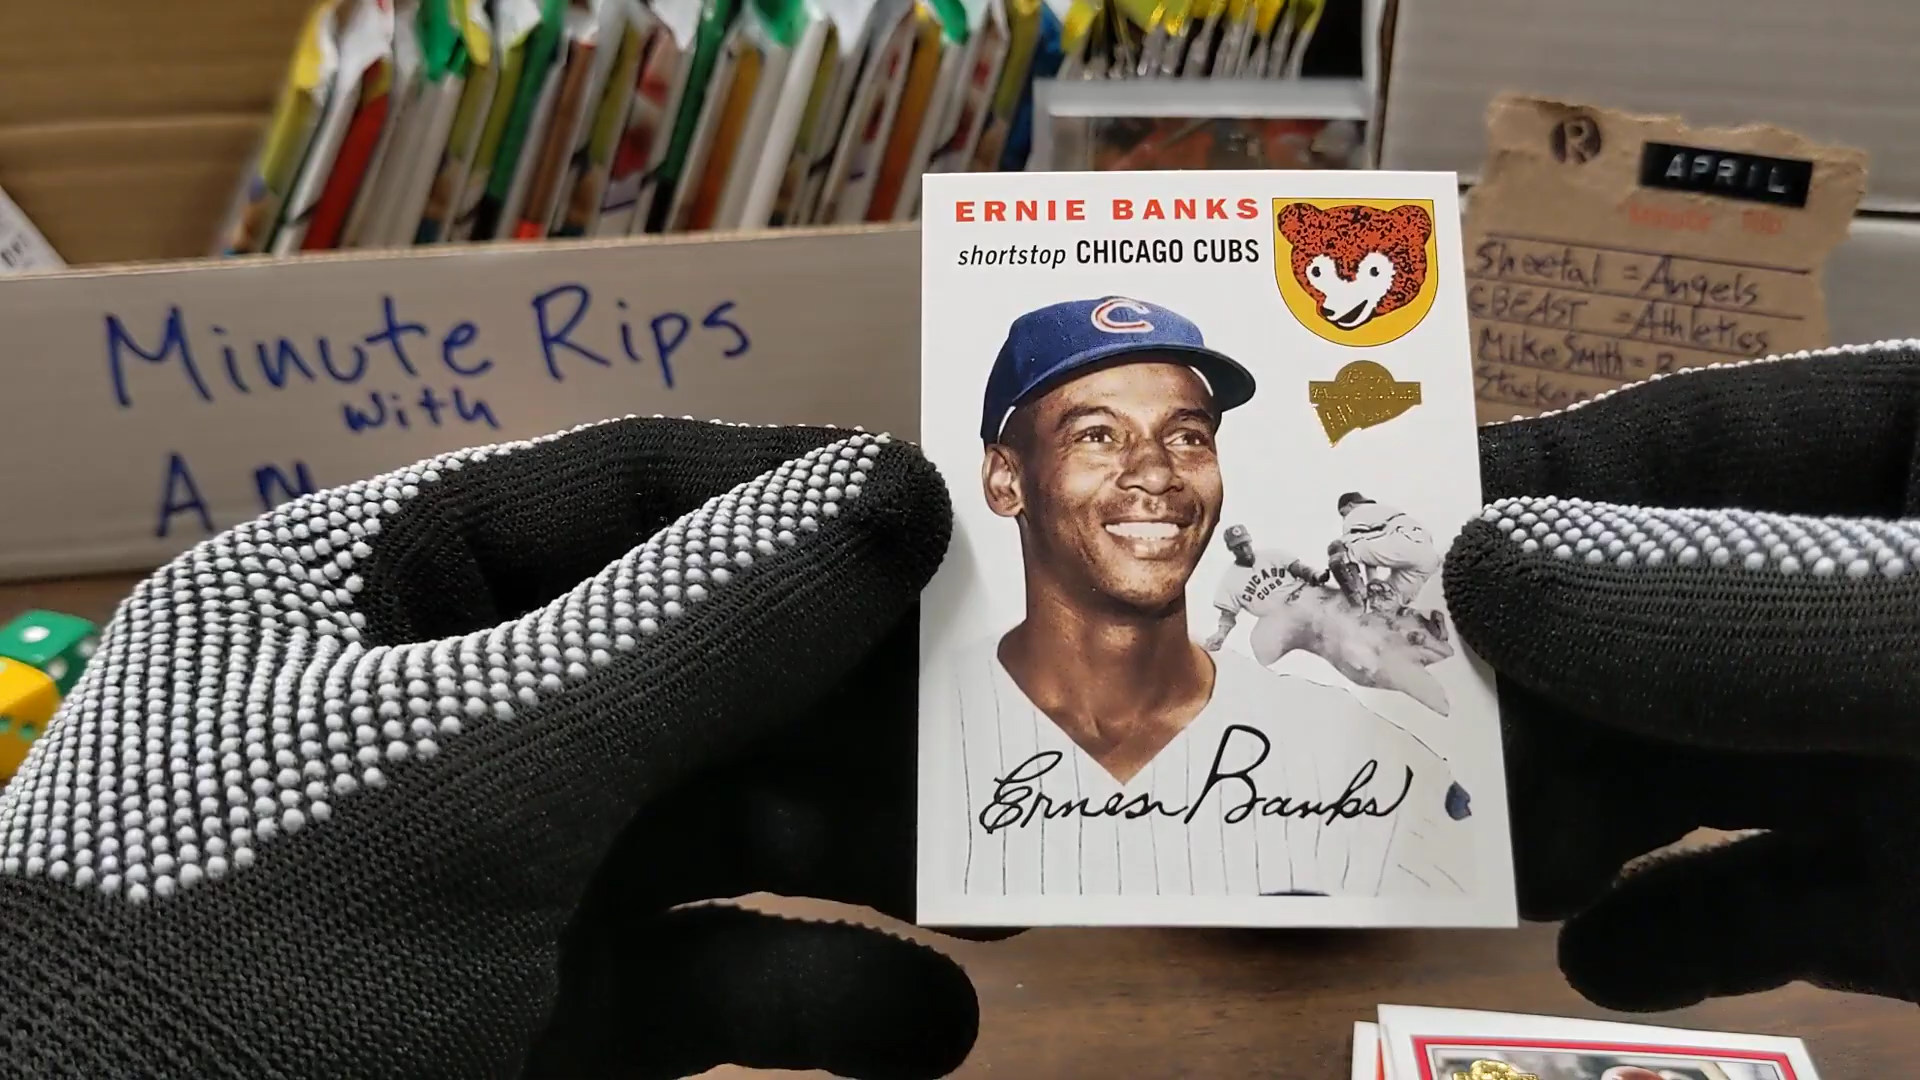 Minute Rips
with
A
ERNIE BANKS
shortstop CHICAGO CUBS
C
CHICAGO
CUBS
Ernest Banks
R
APRIL
Sheetal = Angels
CBEAST = Athletics
Mike Smith =